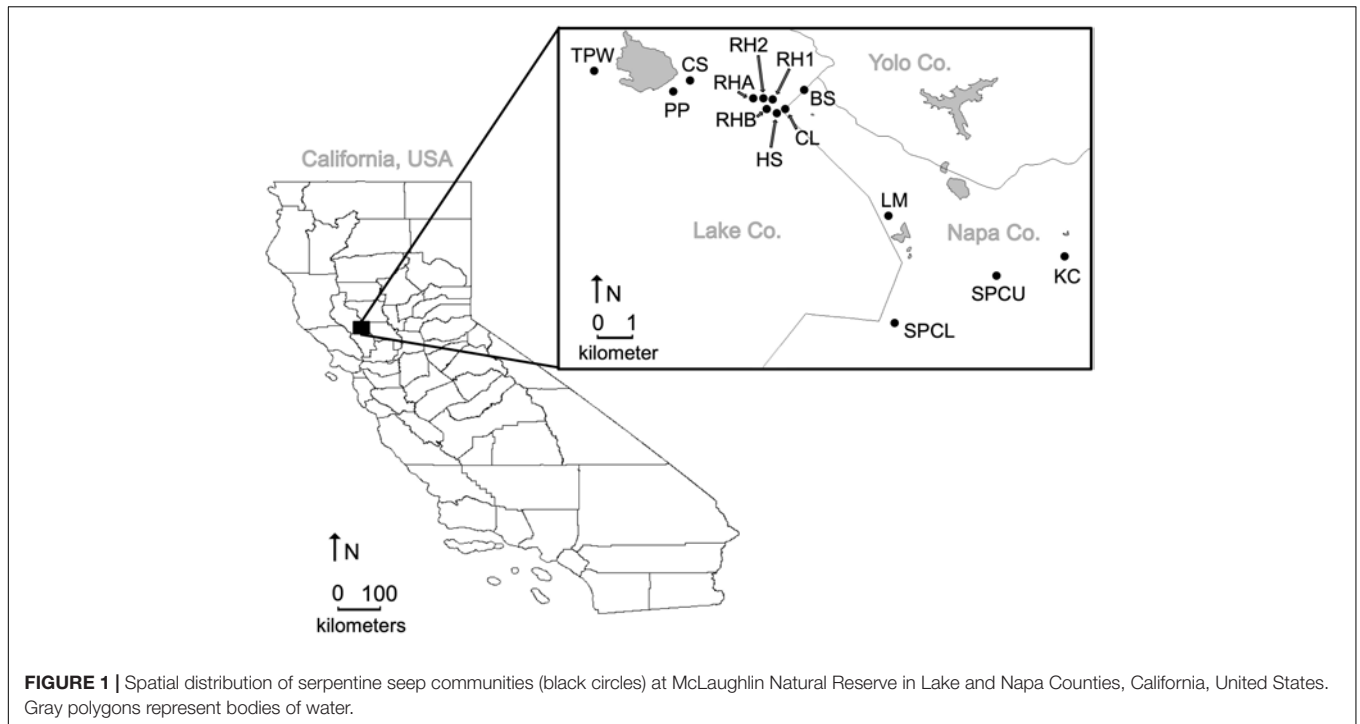 California, USA
TPW
CS
PP
RH2
RH1
RHA
RHB
BS
CL
HS
Yolo Co.
Lake Co.
LM
Napa Co.
KC
SPCU
SPCL
N
0 1
kilometer
N
0 100
kilometers
FIGURE 1 | Spatial distribution of serpentine seep communities (black circles) at McLaughlin Natural Reserve in Lake and Napa Counties, California, United States.
Gray polygons represent bodies of water.